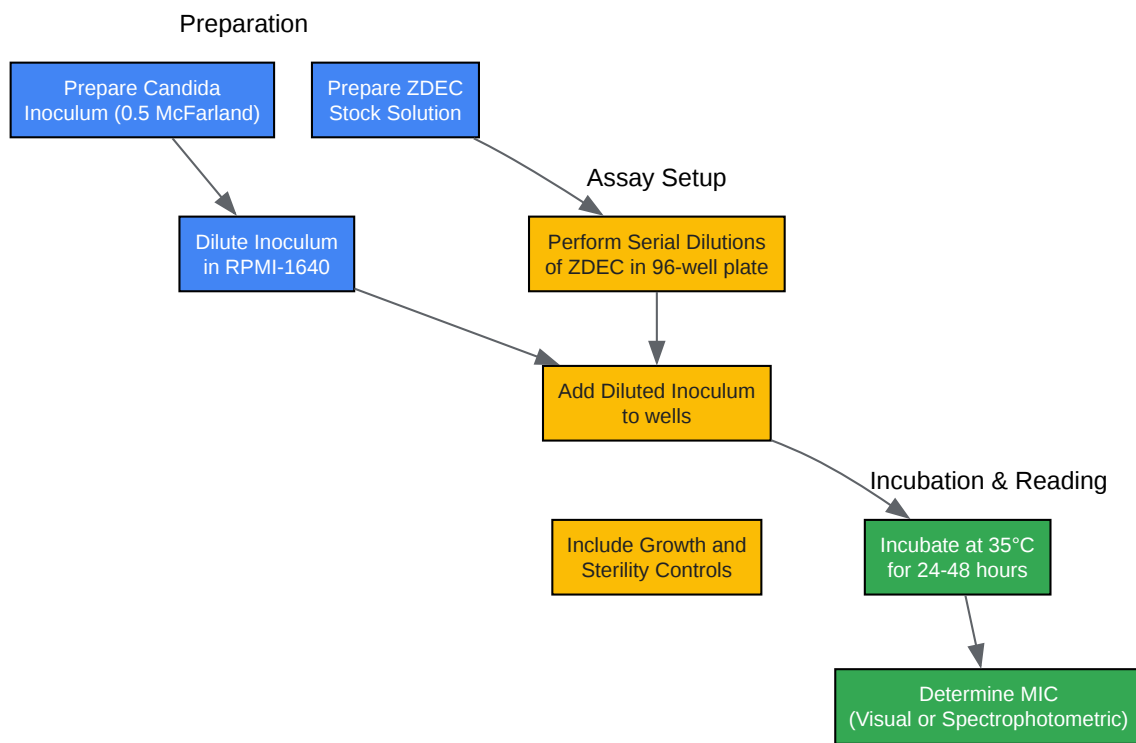 Preparation
Prepare Candida
Inoculum (0.5 McFarland)
Prepare ZDEC
Stock Solution
Assay Setup
Dilute Inoculum
in RPMI-1640
Perform Serial Dilutions
of ZDEC in 96-well plate
Add Diluted Inoculum
to wells
Incubation & Reading
Include Growth and
Sterility Controls
Incubate at 35°C
for 24-48 hours
Determine MIC
(Visual or Spectrophotometric)